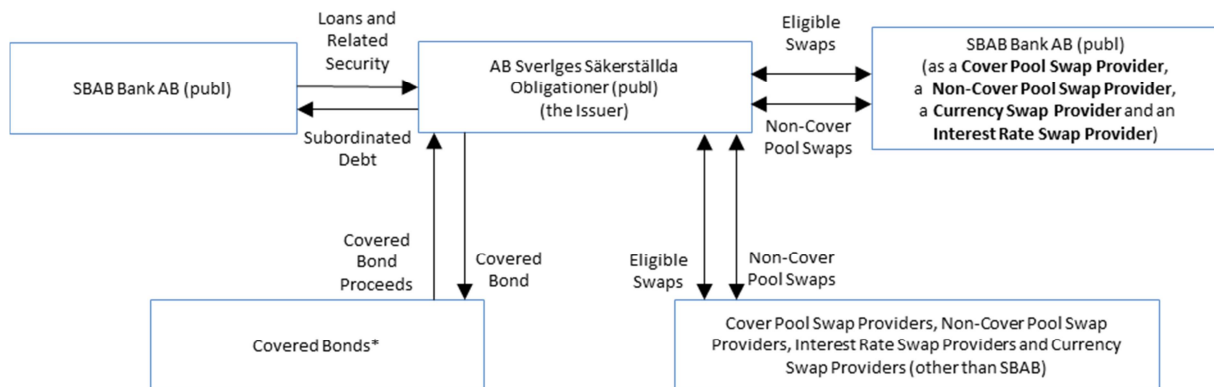 Loans and
Related
Security
SBAB Bank AB (publ)
Subordinated
Debt
AB Sverlges Säkerställda
Obligationer (publ)
(the Issuer)
Eligible
Swaps
Non-Cover
Pool Swaps
SBAB Bank AB (publ)
(as a Cover Pool Swap Provider,
a Non-Cover Pool Swap Provider,
a Currency Swap Provider and an
Interest Rate Swap Provider)
Covered
Bond
Proceeds
Covered
Bond
Eligible
Swaps
Non-Cover
Pool Swaps
Covered Bonds*
Cover Pool Swap Providers, Non-Cover Pool Swap
Providers, Interest Rate Swap Providers and Currency
Swap Providers (other than SBAB)